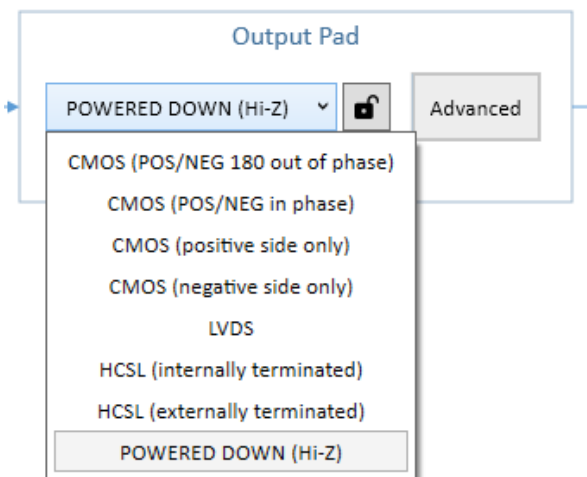 Output Pad
POWERED DOWN (Hi-Z)
Advanced
CMOS (POS/NEG 180 out of phase)
CMOS (POS/NEG in phase)
CMOS (positive side only)
CMOS (negative side only)
LVDS
HCSL (internally terminated)
HCSL (externally terminated)
POWERED DOWN (Hi-Z)